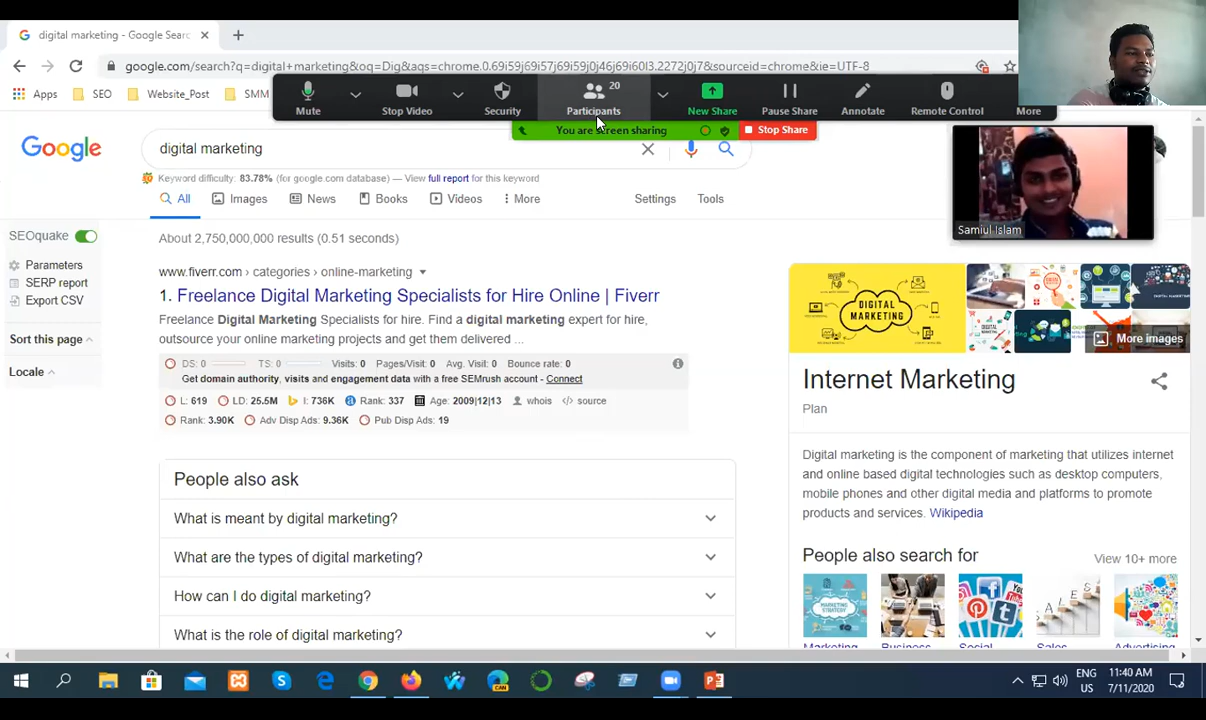 digital marketing - Google Searc
google.com/search?q=digital+marketing&oq=Dig&aqs=chrome.0.69i59j69i57j69i59j0j46j69i60l3.2272j0j7&sourceid=chrome&ie=UTF-8
Apps SEO Website_Post SMM
Mute Stop Video Security 20 Participants New Share Pause Share Annotate Remote Control More
You are screen sharing Stop Share
Google
digital marketing
Keyword difficulty: 83.78% (for google.com database) — View full report for this keyword
All Images News Books Videos More Settings Tools
Samiul Islam
SEOquake
Parameters
SERP report
Export CSV
Sort this page
Locale
About 2,750,000,000 results (0.51 seconds)
www.fiverr.com › categories › online-marketing
1. Freelance Digital Marketing Specialists for Hire Online | Fiverr
Freelance Digital Marketing Specialists for hire. Find a digital marketing expert for hire,
outsource your online marketing projects and get them delivered ...
DS: 0 TS: 0 Visits: 0 Pages/Visit: 0 Avg. Visit: 0 Bounce rate: 0
Get domain authority, visits and engagement data with a free SEMrush account - Connect
L: 619 LD: 25.5M I: 736K Rank: 337 Age: 2009|12|13 whois source
Rank: 3.90K Adv Disp Ads: 9.36K Pub Disp Ads: 19
People also ask
What is meant by digital marketing?
What are the types of digital marketing?
How can I do digital marketing?
What is the role of digital marketing?
DIGITAL
MARKETING
More images
Internet Marketing
Plan
Digital marketing is the component of marketing that utilizes internet
and online based digital technologies such as desktop computers,
mobile phones and other digital media and platforms to promote
products and services. Wikipedia
People also search for
View 10+ more
Marketing Business Social Sales Advertising
ENG
US
11:40 AM
7/11/2020